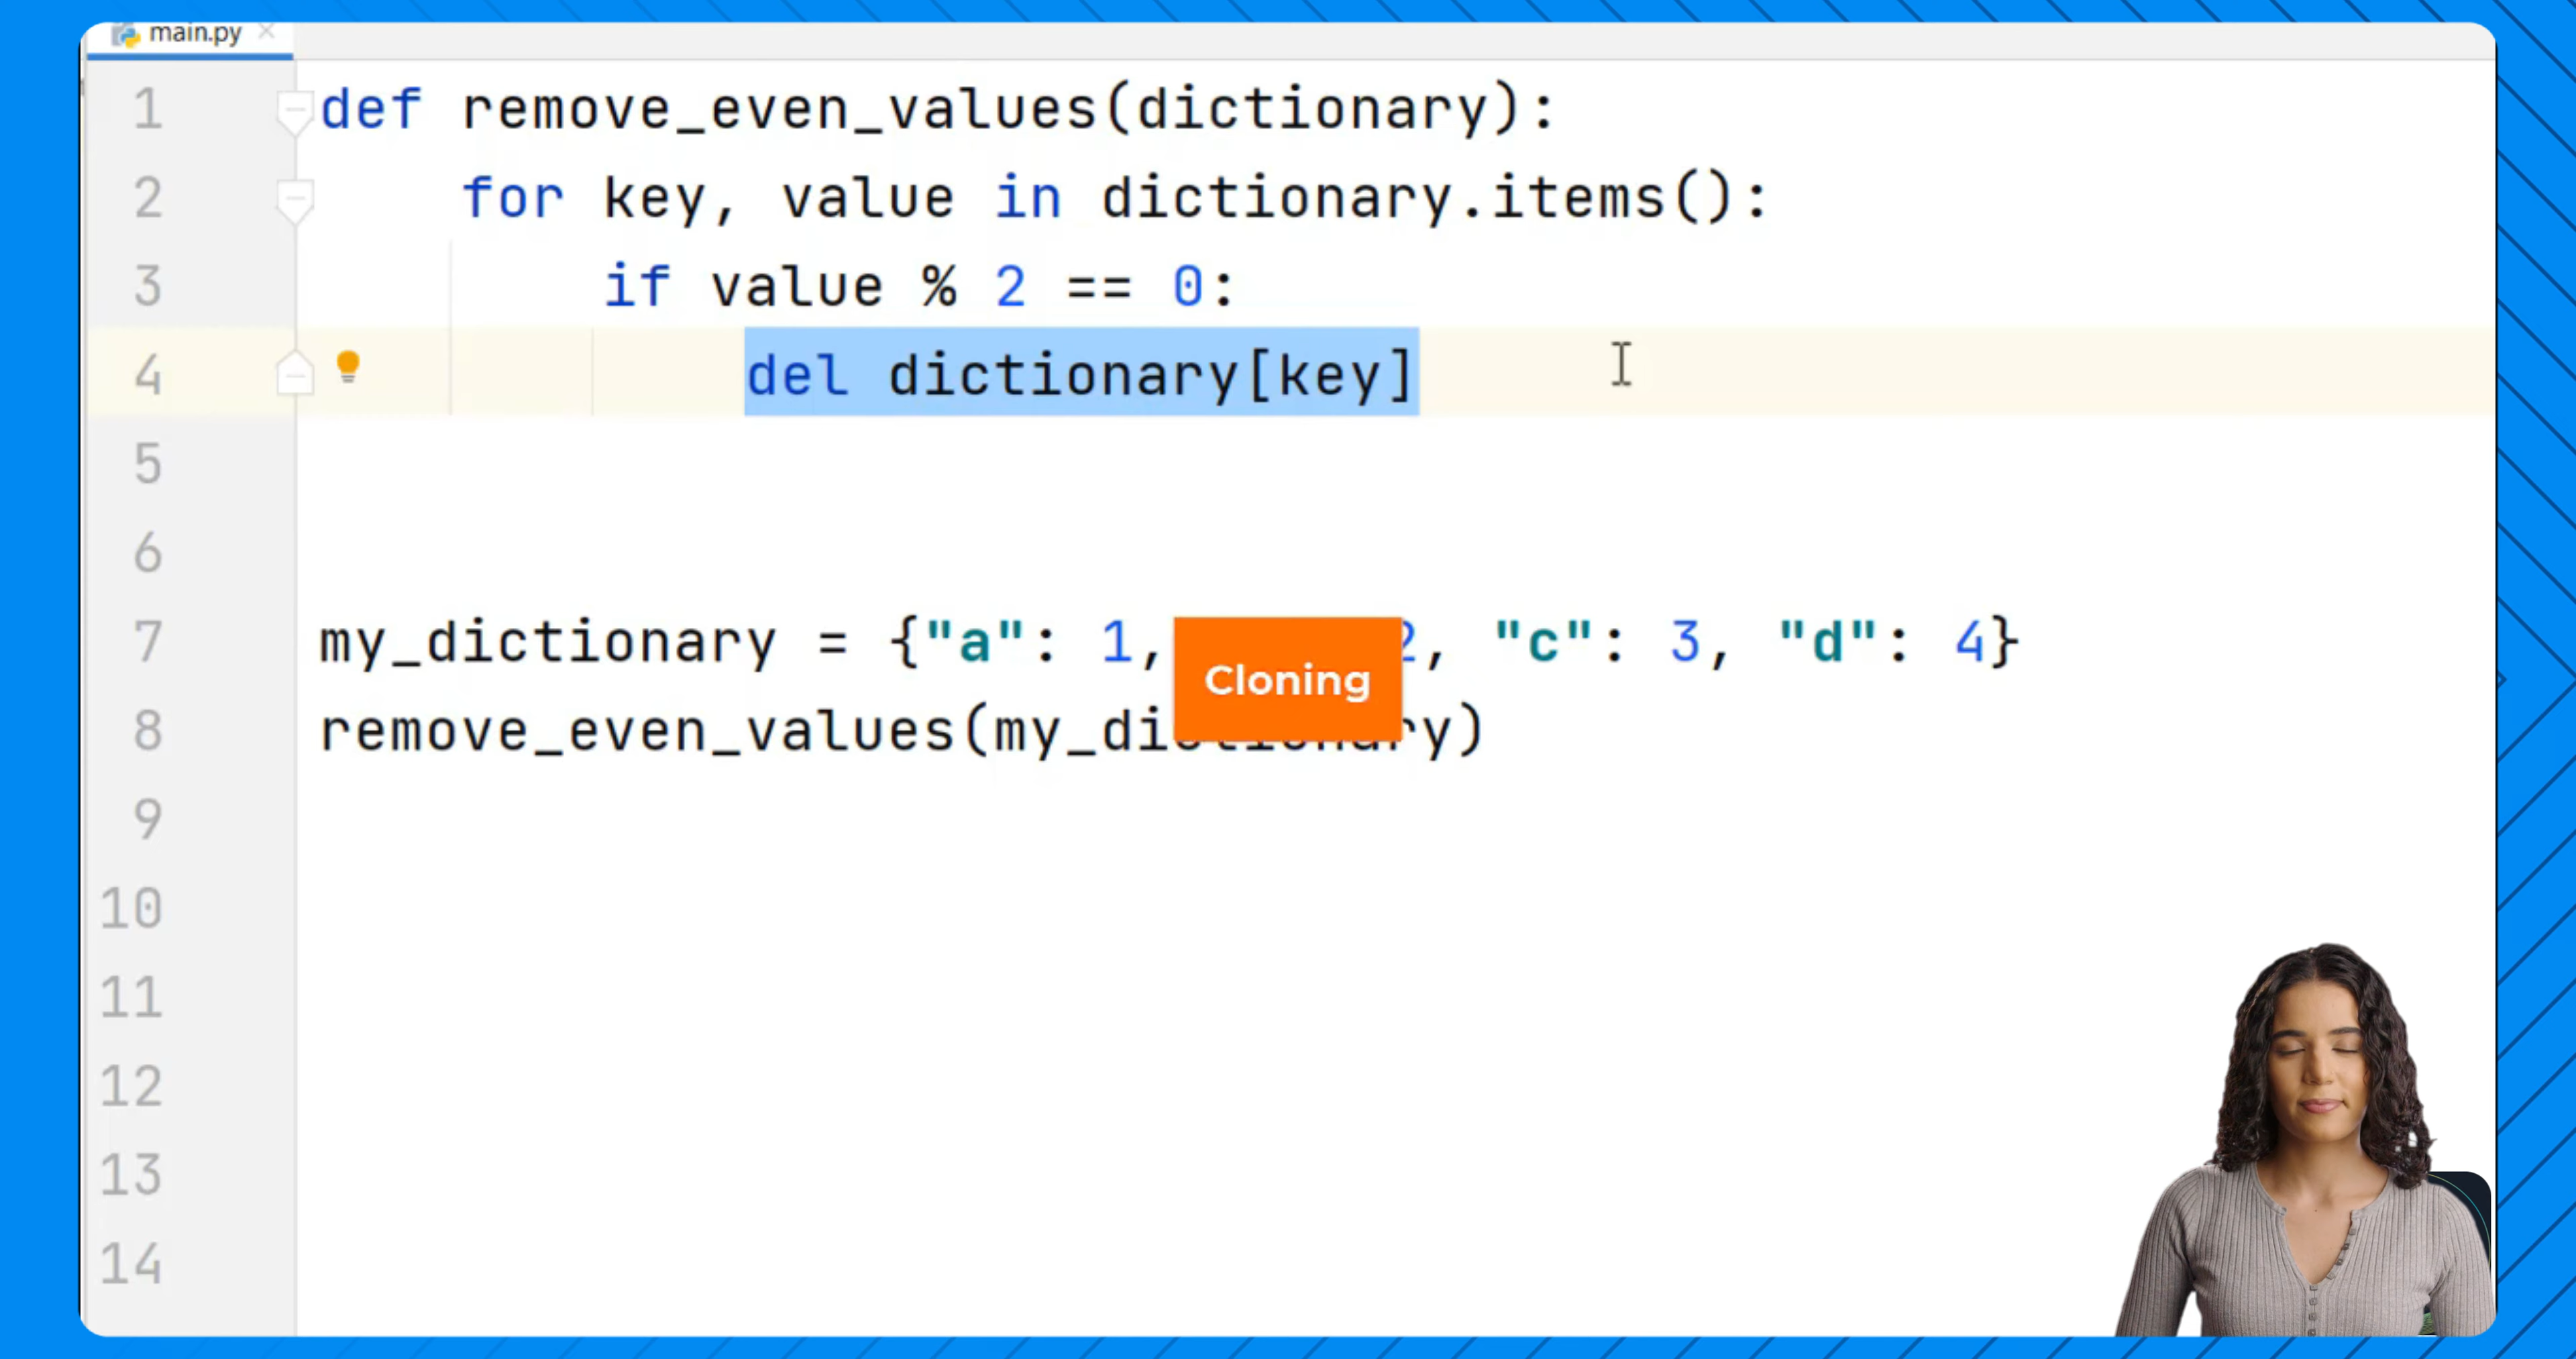 main.py
1 def remove_even_values(dictionary):
2 for key, value in dictionary.items():
3 if value % 2 == 0:
4 del dictionary[key]
5
6
7 my_dictionary = {"a": 1, 2, "c": 3, "d": 4}
Cloning
8 remove_even_values(my_dictionary)
9
10
11
12
13
14